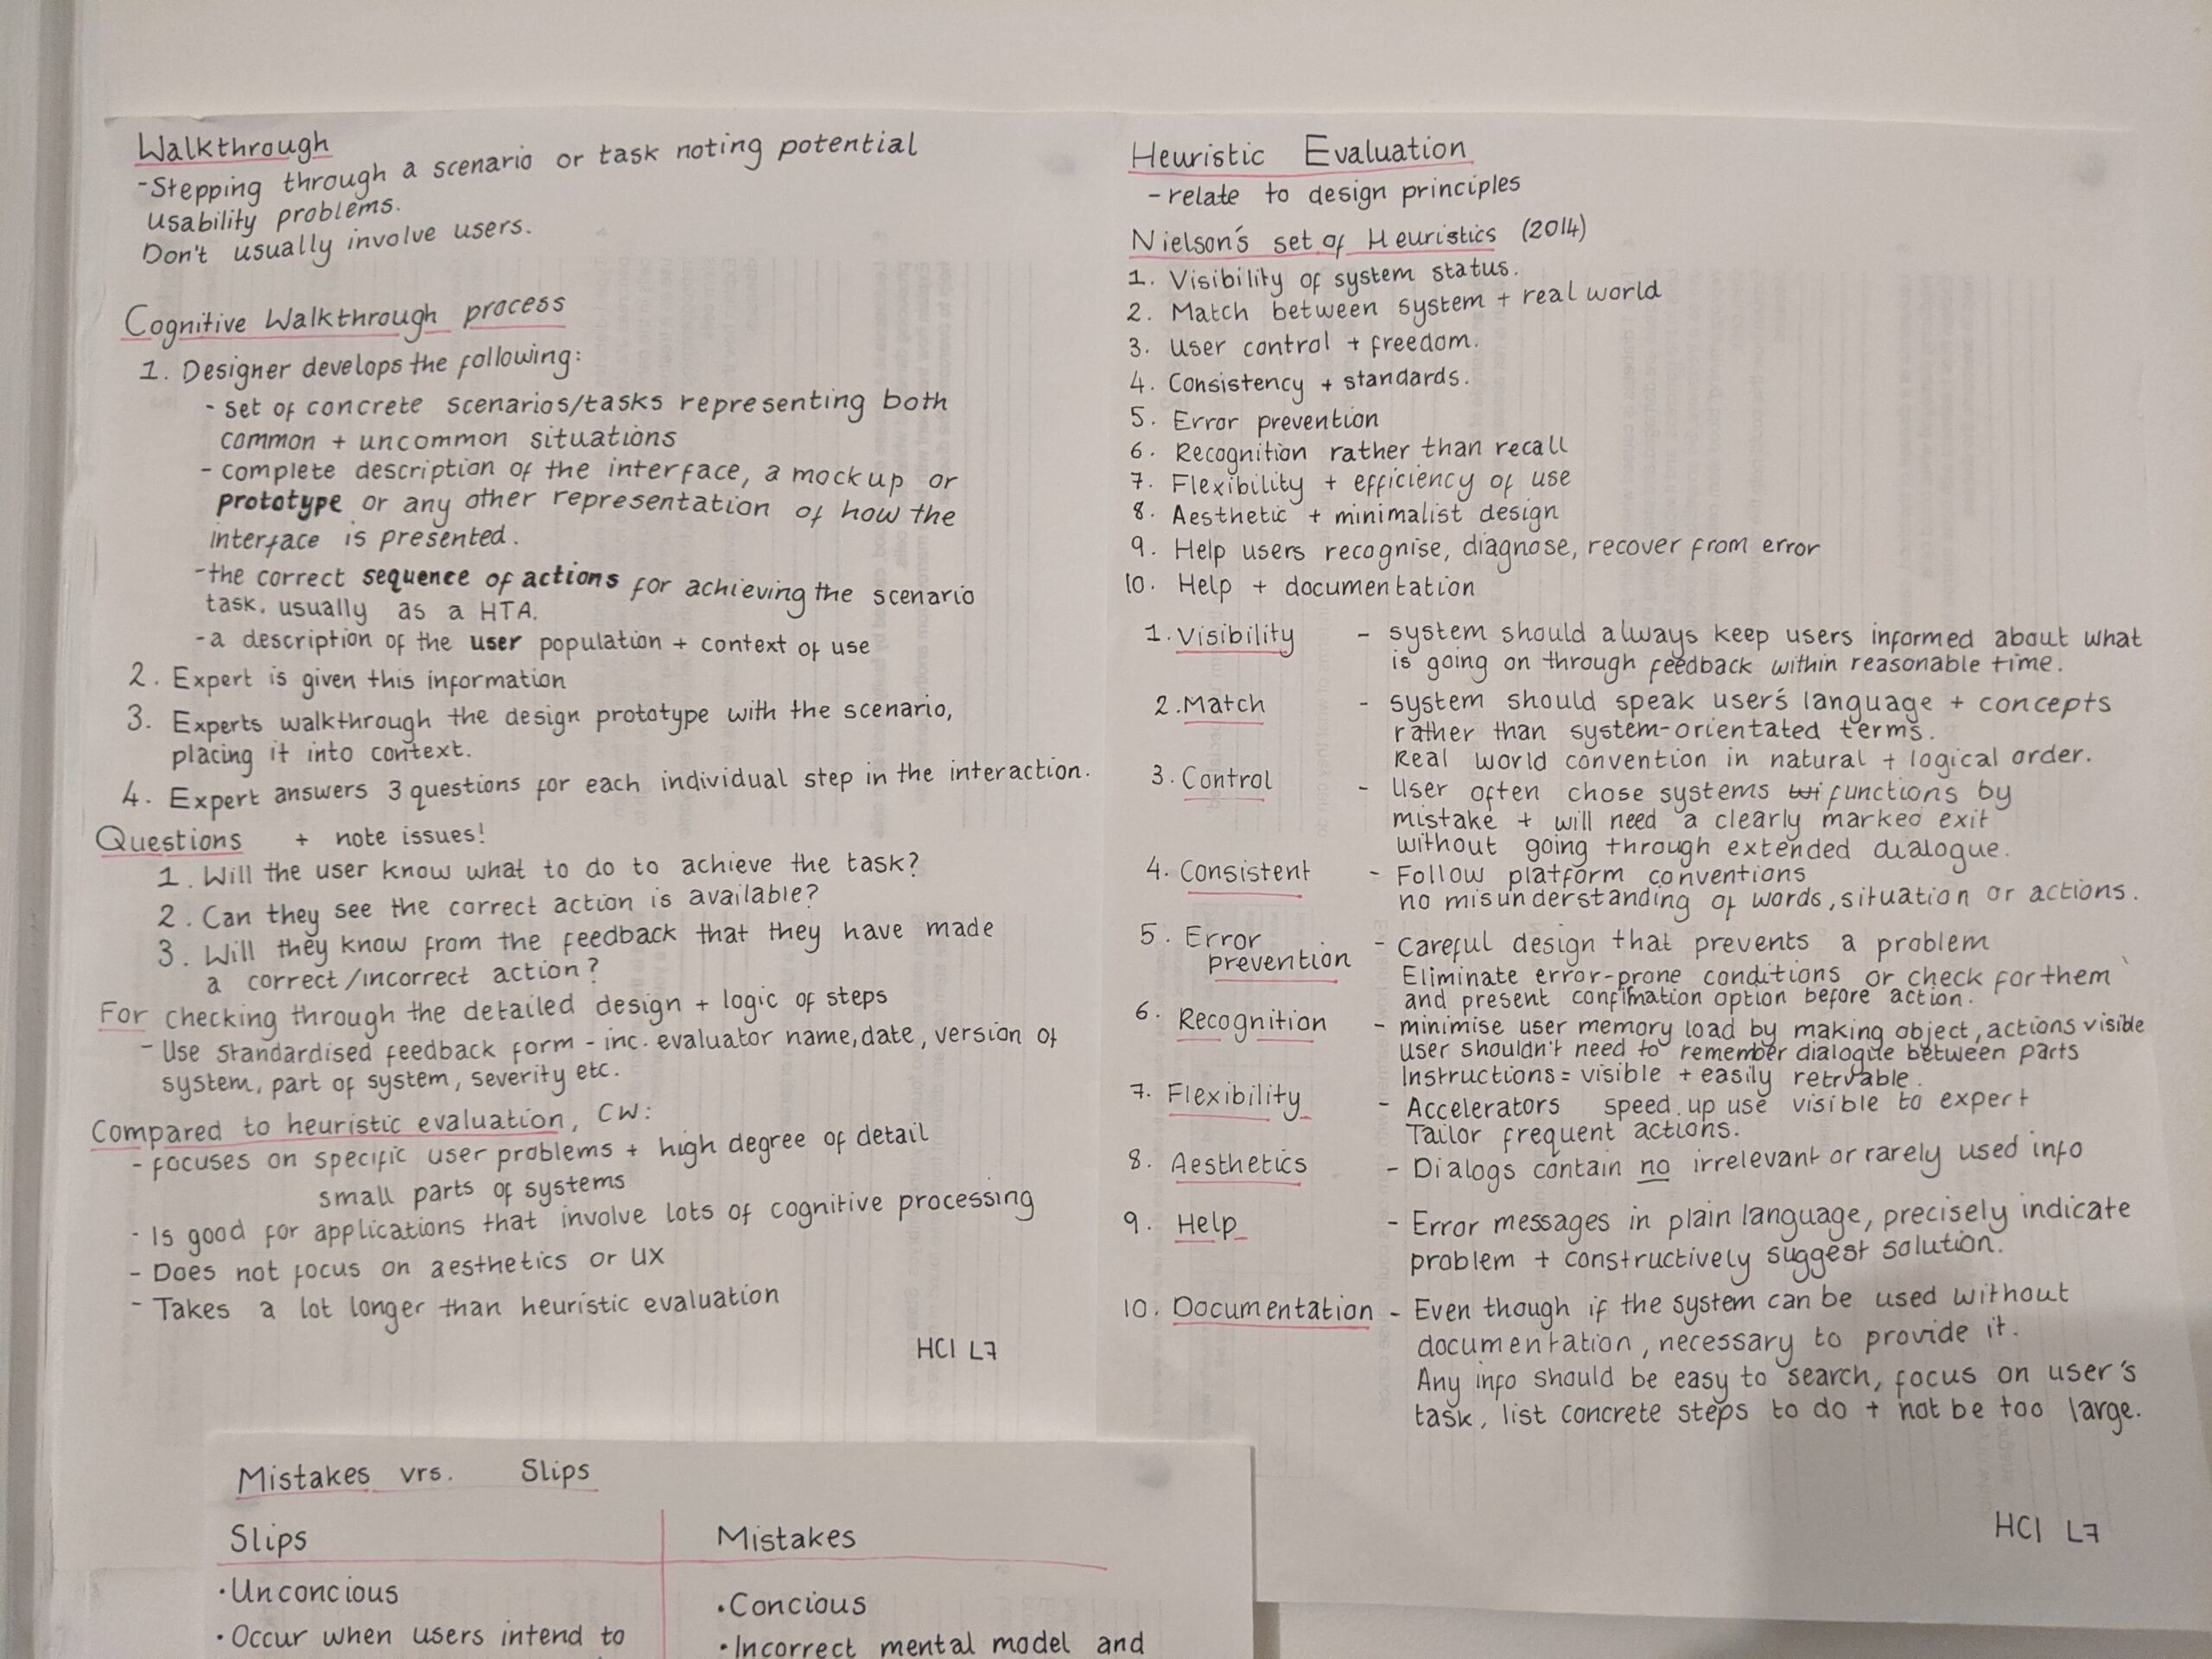 Walkthrough
-Stepping through a scenario or task noting potential
usability problems.
Don't usually involve users.
Cognitive Walkthrough process
1. Designer develops the following:
- set of concrete scenarios/tasks representing both
common + uncommon situations
- complete description of the interface, a mock up or
prototype or any other representation of how the
interface is presented.
-the correct sequence of actions for achieving the scenario
task, usually as a HTA.
-a description of the user population + context of use
2. Expert is given this information
3. Experts walkthrough the design prototype with the scenario,
placing it into context.
4. Expert answers 3 questions for each individual step in the interaction.
Questions + note issues!
1. Will the user know what to do to achieve the task?
2. Can they see the correct action is available?
3. Will they know from the feedback that they have made
a correct/incorrect action?
For checking through the detailed design + logic of steps
- Use standardised feedback form - inc. evaluator name, date, version of
system, part of system, severity etc.
Compared to heuristic evaluation, CW:
- focuses on specific user problems + high degree of detail
small parts of systems
- Is good for applications that involve lots of cognitive processing
- Does not focus on aesthetics or UX
- Takes a lot longer than heuristic evaluation
HCI L7
Heuristic Evaluation
- relate to design principles
Nielson's set of Heuristics (2014)
1. Visibility of system status.
2. Match between system + real world
3. User control + freedom.
4. Consistency + standards.
5. Error prevention
6. Recognition rather than recall
7. Flexibility + efficiency of use
8. Aesthetic + minimalist design
9. Help users recognise, diagnose, recover from error
10. Help + documentation
1. Visibility - system should always keep users informed about what
is going on through feedback within reasonable time.
2. Match - system should speak user's language + concepts
rather than system-orientated terms.
Real world convention in natural + logical order.
3. Control - User often chose systems functions by
mistake + will need a clearly marked exit
without going through extended dialogue.
4. Consistent - Follow platform conventions
no misunderstanding of words, situation or actions.
5. Error prevention - Careful design that prevents a problem
Eliminate error-prone conditions or check for them
and present confimation option before action.
6. Recognition - minimise user memory load by making object, actions visible
user shouldn't need to remember dialogue between parts
Instructions = visible + easily retrvable.
7. Flexibility - Accelerators speed up use visible to expert
Tailor frequent actions.
8. Aesthetics - Dialogs contain no irrelevant or rarely used info
9. Help - Error messages in plain language, precisely indicate
problem + constructively suggest solution.
10. Documentation - Even though if the system can be used without
documentation, necessary to provide it.
Any info should be easy to search, focus on user's
task, list concrete steps to do + not be too large.
HCI L7
Mistakes vrs. Slips
Slips Mistakes
•Unconcious
•Occur when users intend to
•Concious
•Incorrect mental model and